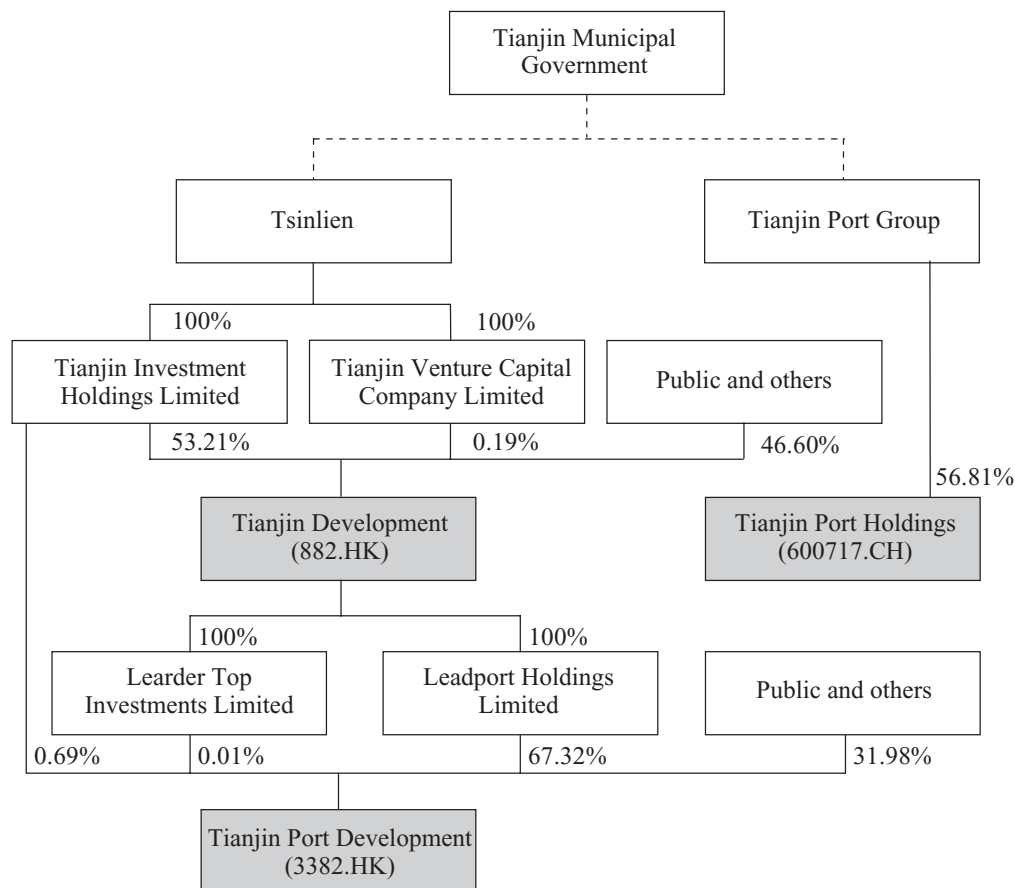 Tianjin Municipal
Government
Tsinlien
Tianjin Port Group
100%
100%
Tianjin Investment
Holdings Limited
Tianjin Venture Capital
Company Limited
Public and others
53.21%
0.19%
46.60%
56.81%
Tianjin Development
(882.HK)
Tianjin Port Holdings
(600717.CH)
100%
100%
Learder Top
Investments Limited
Leadport Holdings
Limited
Public and others
0.69%
0.01%
67.32%
31.98%
Tianjin Port Development
(3382.HK)